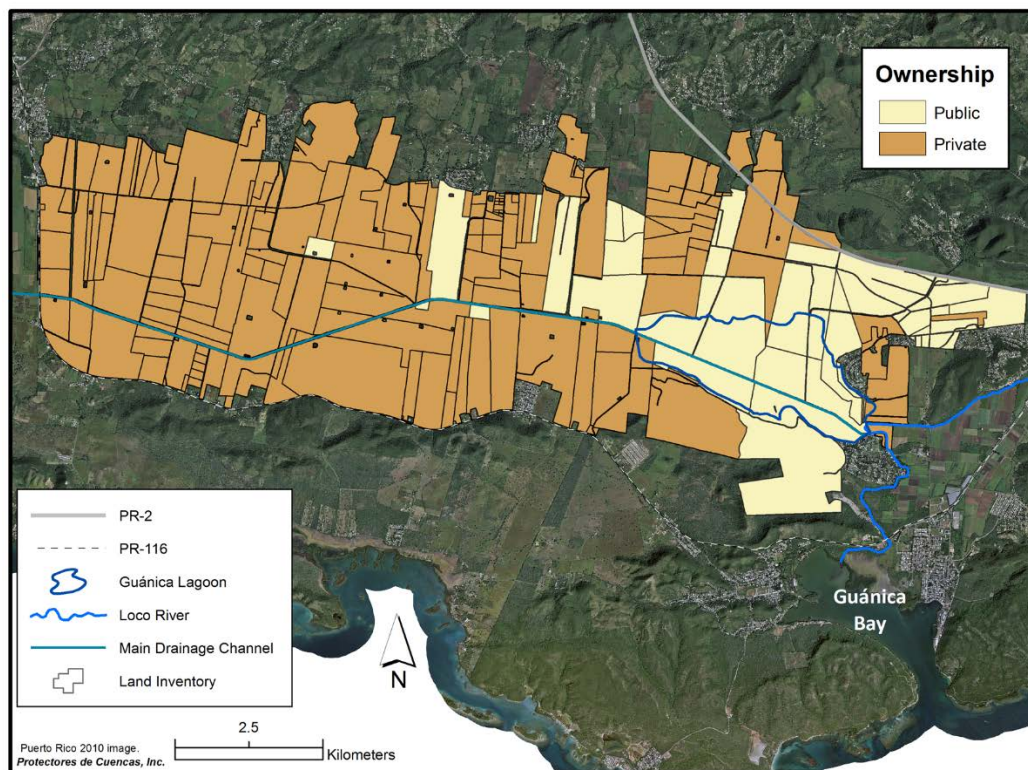 Ownership
Public
Private
PR-2
PR-116
Guánica Lagoon
Loco River
Main Drainage Channel
Land Inventory
N
Guánica
Bay
2.5
Kilometers
Puerto Rico 2010 image.
Protectores de Cuencas, Inc.